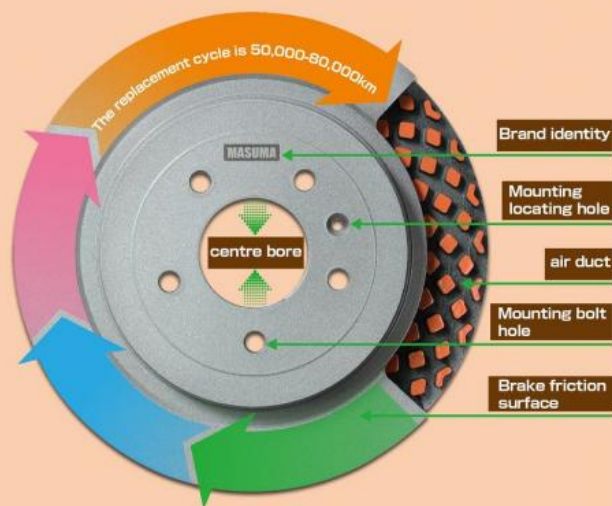 The replacement cycle is 50,000-80,000km
MASUMA
Brand identity
Mounting
locating hole
centre bore
air duct
Mounting bolt
hole
Brake friction
surface